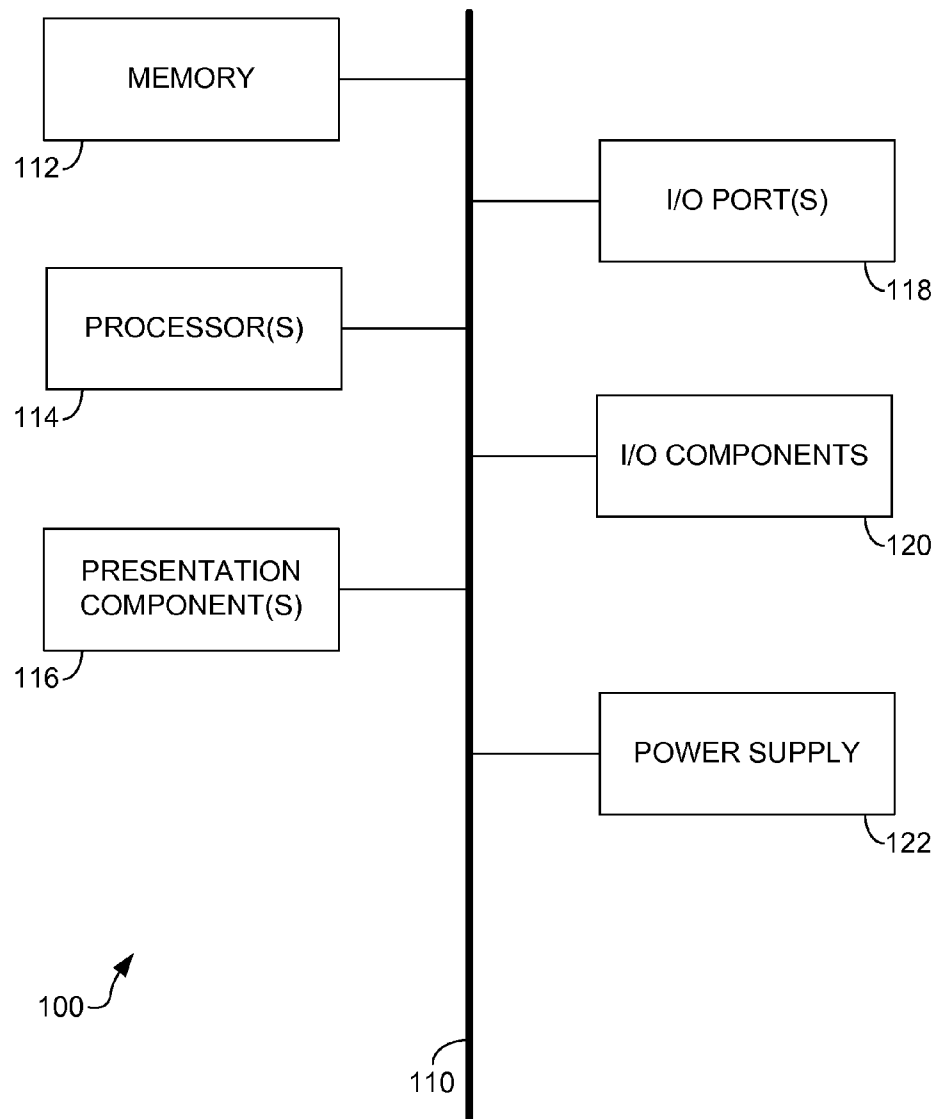 MEMORY
112
I/O PORT(S)
118
PROCESSOR(S)
114
I/O COMPONENTS
120
PRESENTATION
COMPONENT(S)
116
POWER SUPPLY
122
100
110